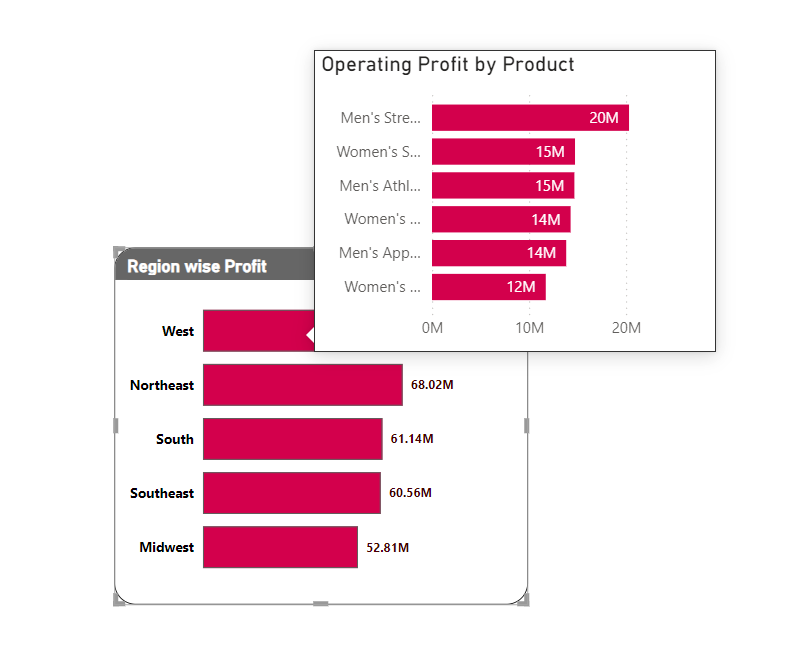 Operating Profit by Product
Men's Stre... 20M
Women's S... 15M
Men's Athl... 15M
Women's ... 14M
Men's App... 14M
Women's ... 12M
0M 10M 20M
Region wise Profit
West
Northeast 68.02M
South 61.14M
Southeast 60.56M
Midwest 52.81M